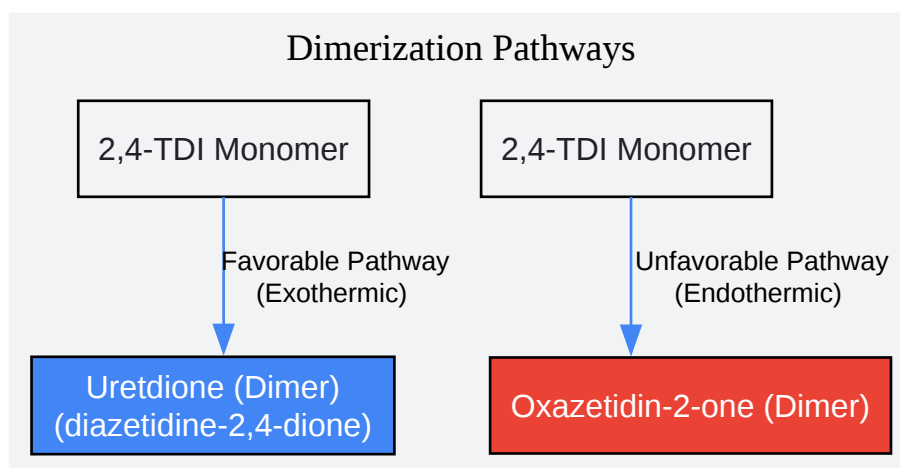 Dimerization Pathways
2,4-TDI Monomer
2,4-TDI Monomer
Favorable Pathway
(Exothermic)
Unfavorable Pathway
(Endothermic)
Uretdione (Dimer)
(diazetidine-2,4-dione)
Oxazetidin-2-one (Dimer)